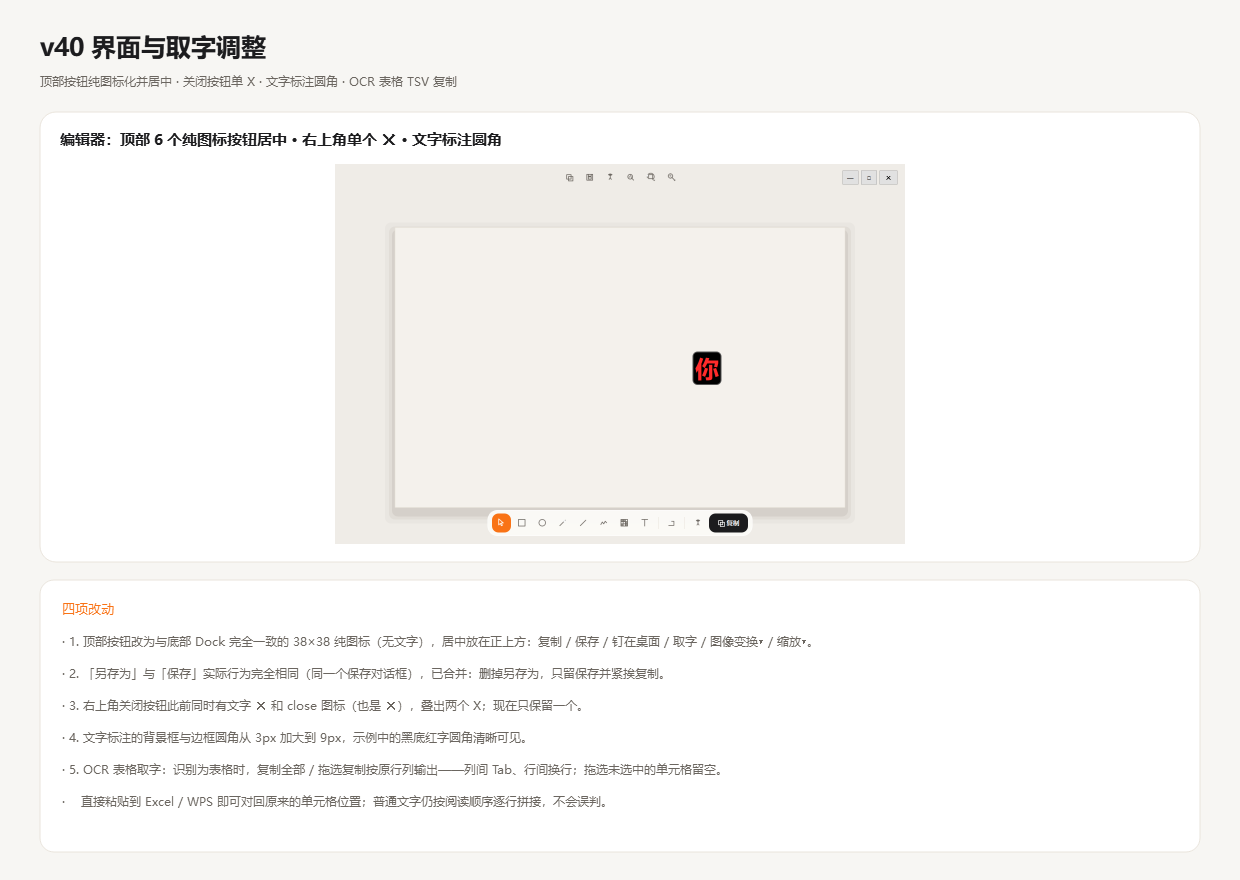 v40 界面与取字调整
顶部按钮纯图标化并居中 · 关闭按钮单 X · 文字标注圆角 · OCR 表格 TSV 复制
编辑器：顶部 6 个纯图标按钮居中 • 右上角单个 ✕ • 文字标注圆角
你
复制
四项改动
· 1. 顶部按钮改为与底部 Dock 完全一致的 38×38 纯图标（无文字），居中放在正上方：复制 / 保存 / 钉在桌面 / 取字 / 图像变换▾ / 缩放▾。
· 2. 「另存为」与「保存」实际行为完全相同（同一个保存对话框），已合并：删掉另存为，只留保存并紧挨复制。
· 3. 右上角关闭按钮此前同时有文字 ✕ 和 close 图标（也是 ✕），叠出两个 X；现在只保留一个。
· 4. 文字标注的背景框与边框圆角从 3px 加大到 9px，示例中的黑底红字圆角清晰可见。
· 5. OCR 表格取字：识别为表格时，复制全部 / 拖选复制按原行列输出——列间 Tab、行间换行；拖选未选中的单元格留空。
· 直接粘贴到 Excel / WPS 即可对回原来的单元格位置；普通文字仍按阅读顺序逐行拼接，不会误判。